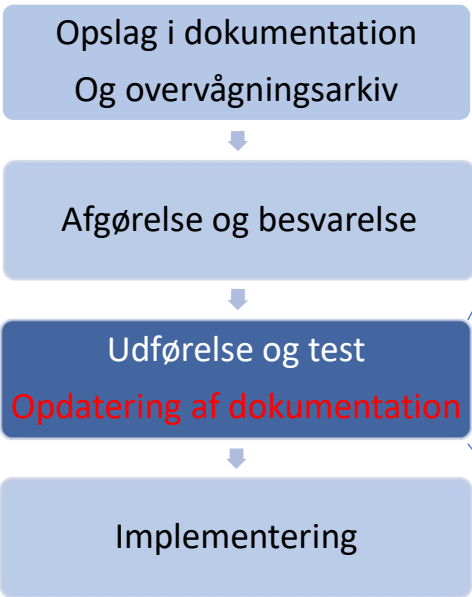 Opslag i dokumentation
Og overvågningsarkiv
Afgørelse og besvarelse
Udførelse og test
Opdatering af dokumentation
Implementering